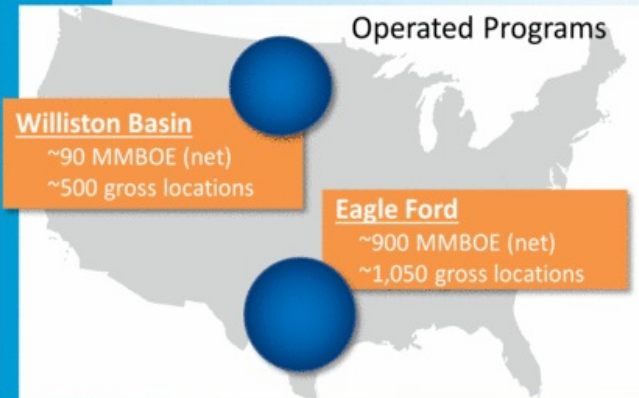 Operated Programs
Williston Basin
~90 MMBOE (net)
~500 gross locations
Eagle Ford
~900 MMBOE (net)
~1,050 gross locations